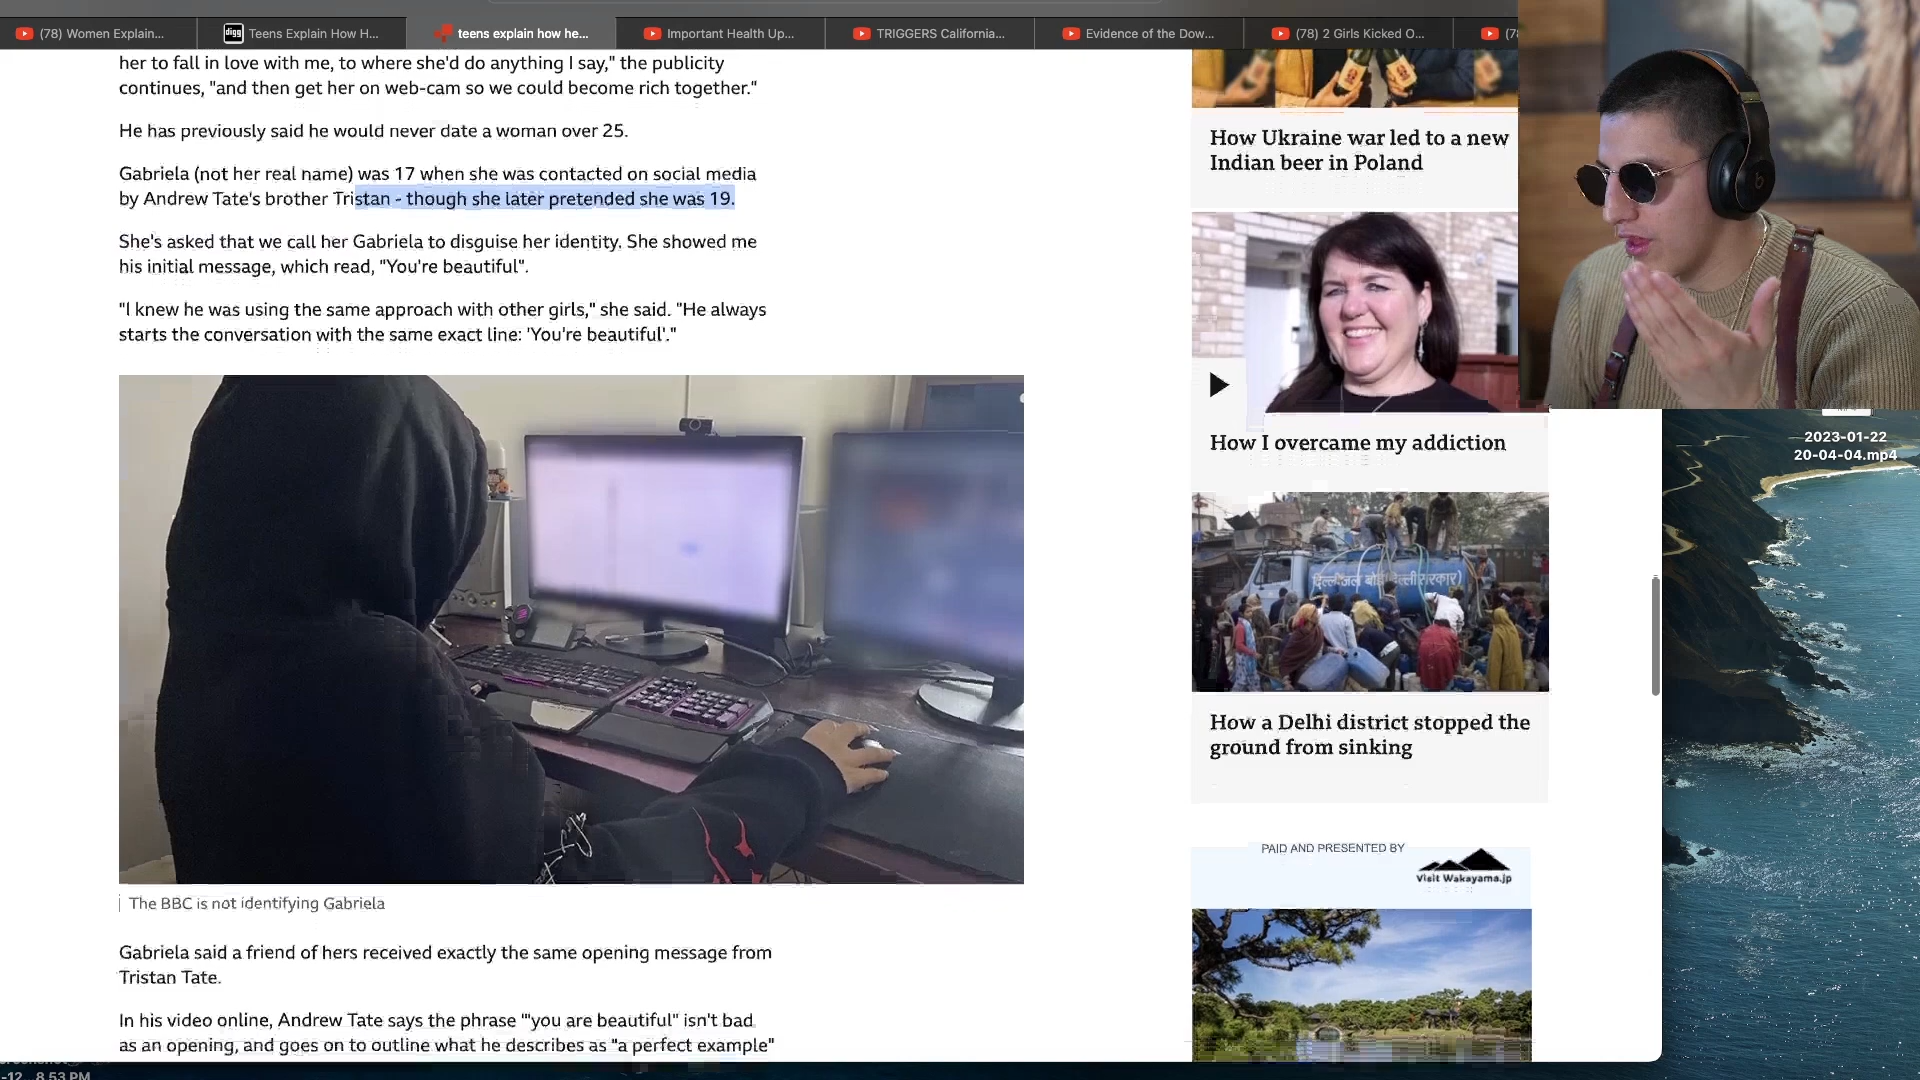 (78) Women Explain...
digg
Teens Explain How H...
teens explain how he...
Important Health Up...
TRIGGERS California...
Evidence of the Dow...
(78) 2 Girls Kicked O...
her to fall in love with me, to where she'd do anything I say," the publicity
continues, "and then get her on web-cam so we could become rich together."
He has previously said he would never date a woman over 25.
Gabriela (not her real name) was 17 when she was contacted on social media
by Andrew Tate's brother Tristan - though she later pretended she was 19.
She's asked that we call her Gabriela to disguise her identity. She showed me
his initial message, which read, "You're beautiful".
"I knew he was using the same approach with other girls," she said. "He always
starts the conversation with the same exact line: 'You're beautiful'."
The BBC is not identifying Gabriela
Gabriela said a friend of hers received exactly the same opening message from
Tristan Tate.
In his video online, Andrew Tate says the phrase '"you are beautiful" isn't bad
as an opening, and goes on to outline what he describes as "a perfect example"
How Ukraine war led to a new
Indian beer in Poland
How I overcame my addiction
How a Delhi district stopped the
ground from sinking
PAID AND PRESENTED BY
Visit Wakayama.jp
2023-01-22
20-04-04.mp4
-12...8.53 PM